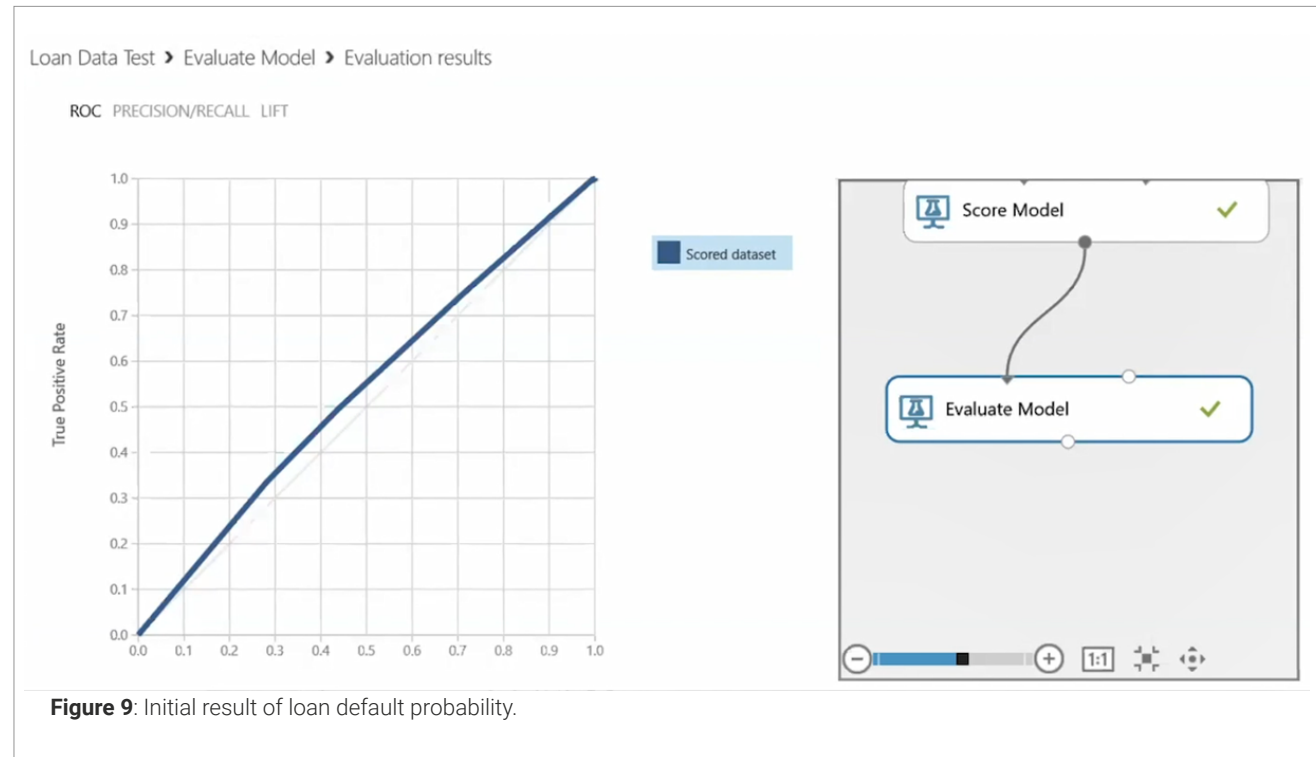 Loan Data Test › Evaluate Model › Evaluation results
ROC PRECISION/RECALL LIFT
1.0
0.9
0.8
0.7
0.6
0.5
0.4
0.3
0.2
0.1
0.0
True Positive Rate
0.0 0.1 0.2 0.3 0.4 0.5 0.6 0.7 0.8 0.9 1.0
Scored dataset
Score Model
Evaluate Model
1:1
Figure 9: Initial result of loan default probability.